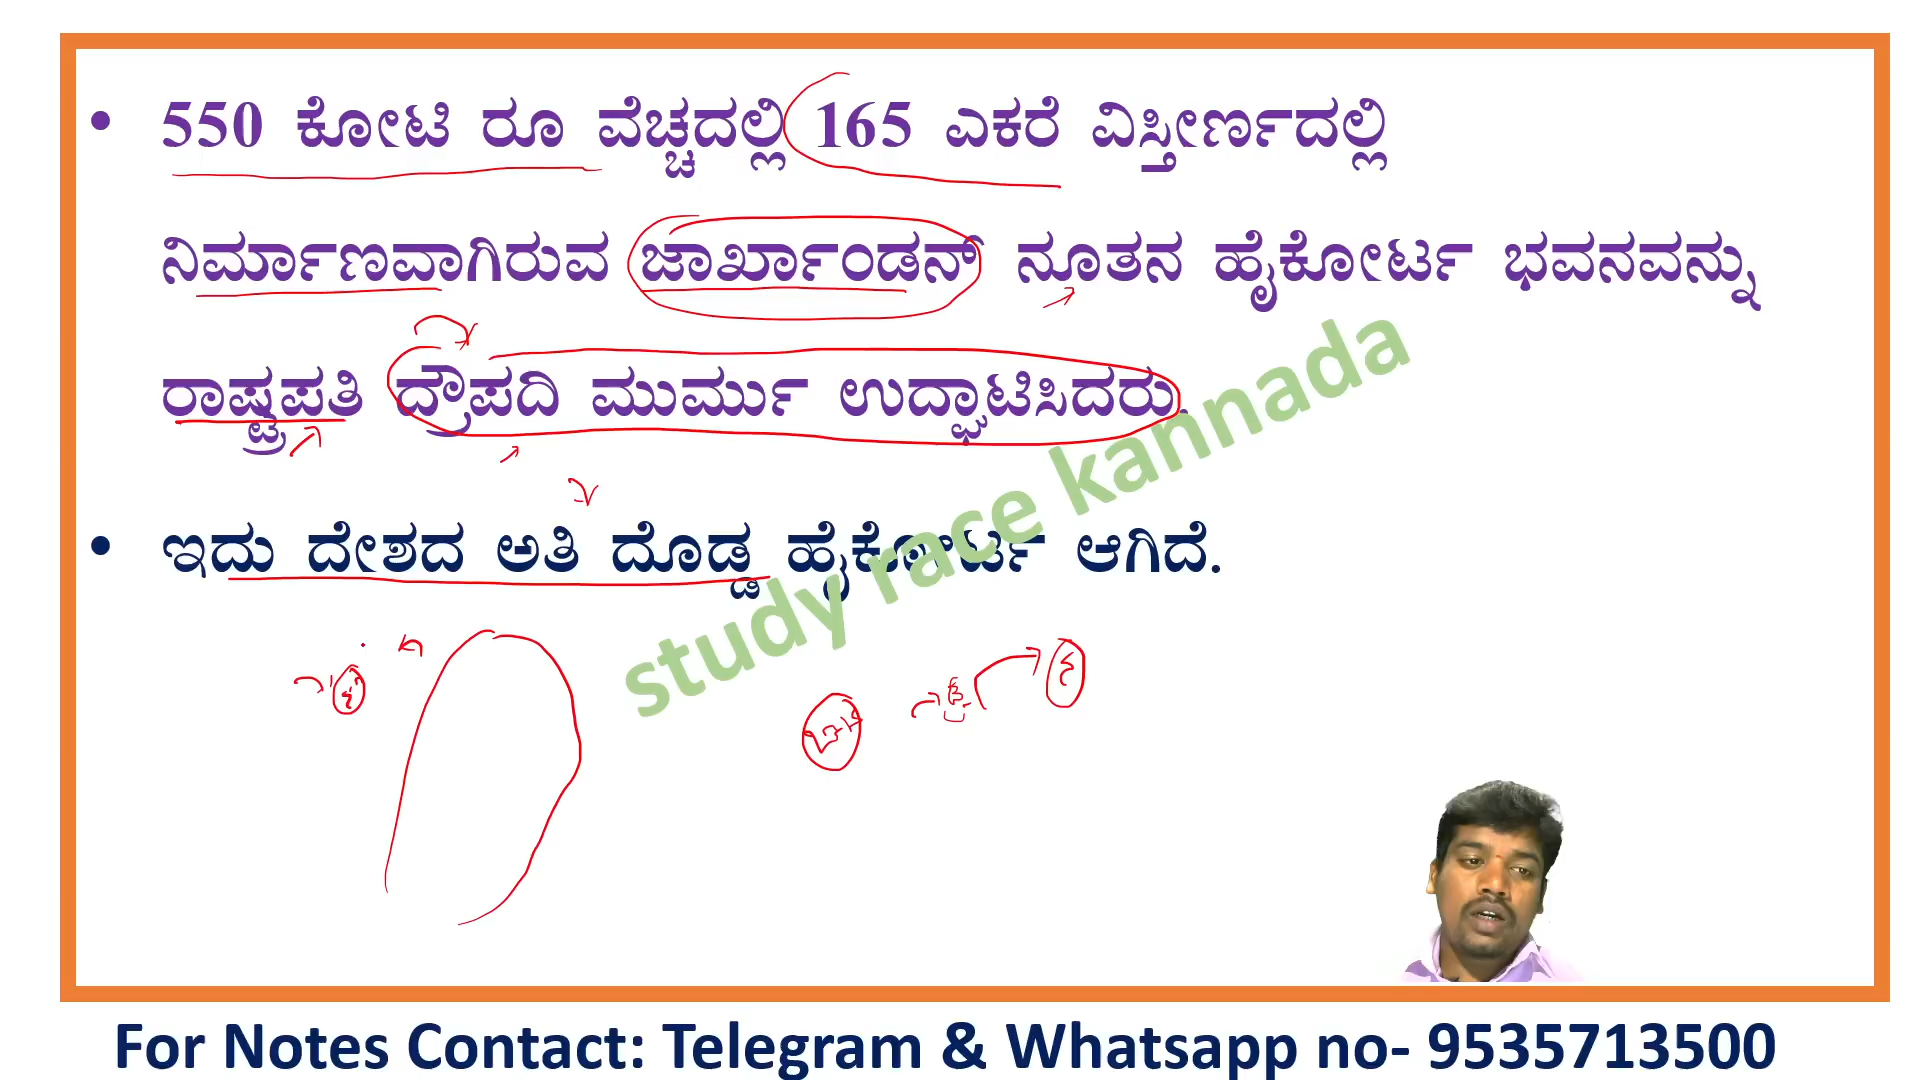 • 550 ಕೋಟಿ ರೂ ವೆಚ್ಚದಲ್ಲಿ 165 ಎಕರೆ ವಿಸ್ತೀರ್ಣದಲ್ಲಿ
ನಿರ್ಮಾಣವಾಗಿರುವ ಜಾರ್ಖಾಂಡನ್ ನೂತನ ಹೈಕೋರ್ಟ ಭವನವನ್ನು
ರಾಷ್ಟ್ರಪತಿ ದ್ರೌಪದಿ ಮುರ್ಮು ಉದ್ಘಾಟಿಸಿದರು.
• ಇದು ದೇಶದ ಅತಿ ದೊಡ್ಡ ಹೈಕೋರ್ಟ ಆಗಿದೆ.
study race kannada
For Notes Contact: Telegram & Whatsapp no- 9535713500